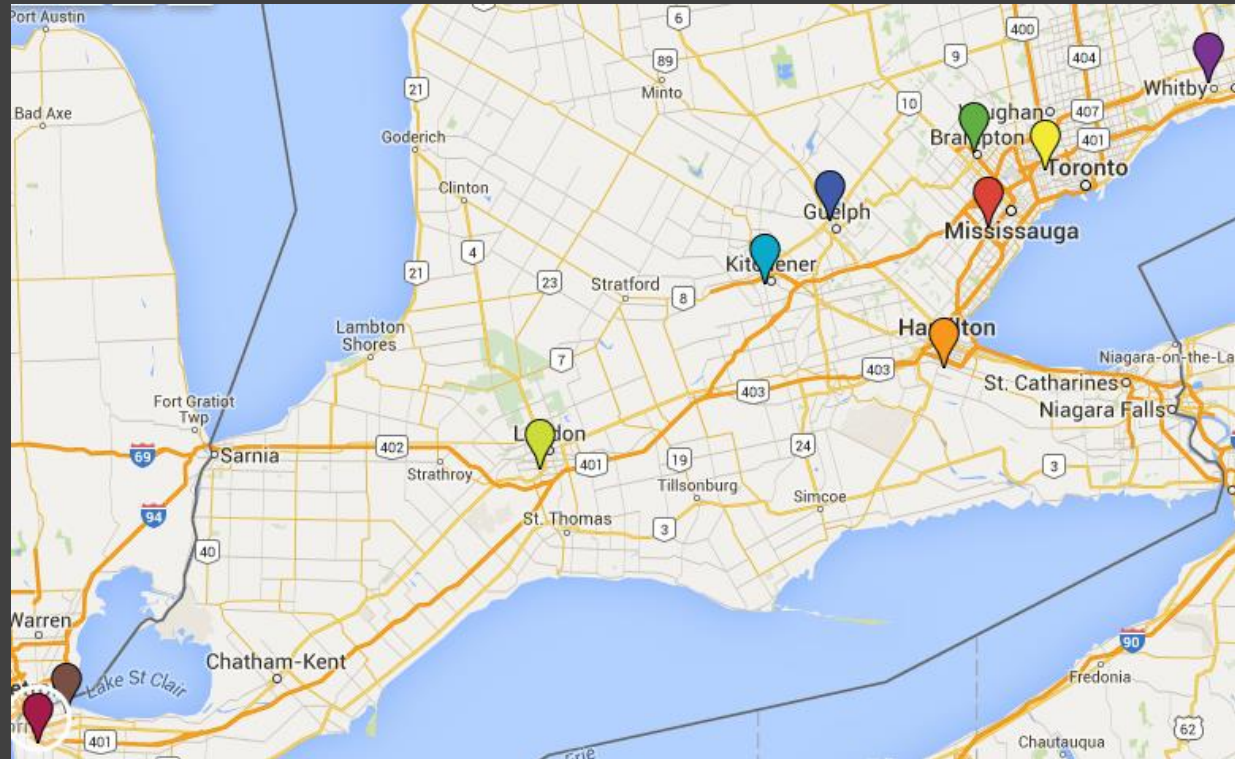 Port Austin
Bad Axe
6
400
9
404
89
21
Minto
Whitby
10
407
Goderich
Brampton
401
Toronto
Clinton
Guelph
Mississauga
4
21
23
Kitchener
Stratford
8
Lambton
Shores
Hamilton
7
Niagara-on-the-La
403
403
St. Catharines
Fort Gratiot
Twp
Niagara Falls
London
402
69
Sarnia
401
19
24
3
Strathroy
Tillsonburg
Simcoe
94
St. Thomas
3
40
Warren
90
Chatham-Kent
Lake St Clair
Fredonia
62
401
Chautauqua
Erie